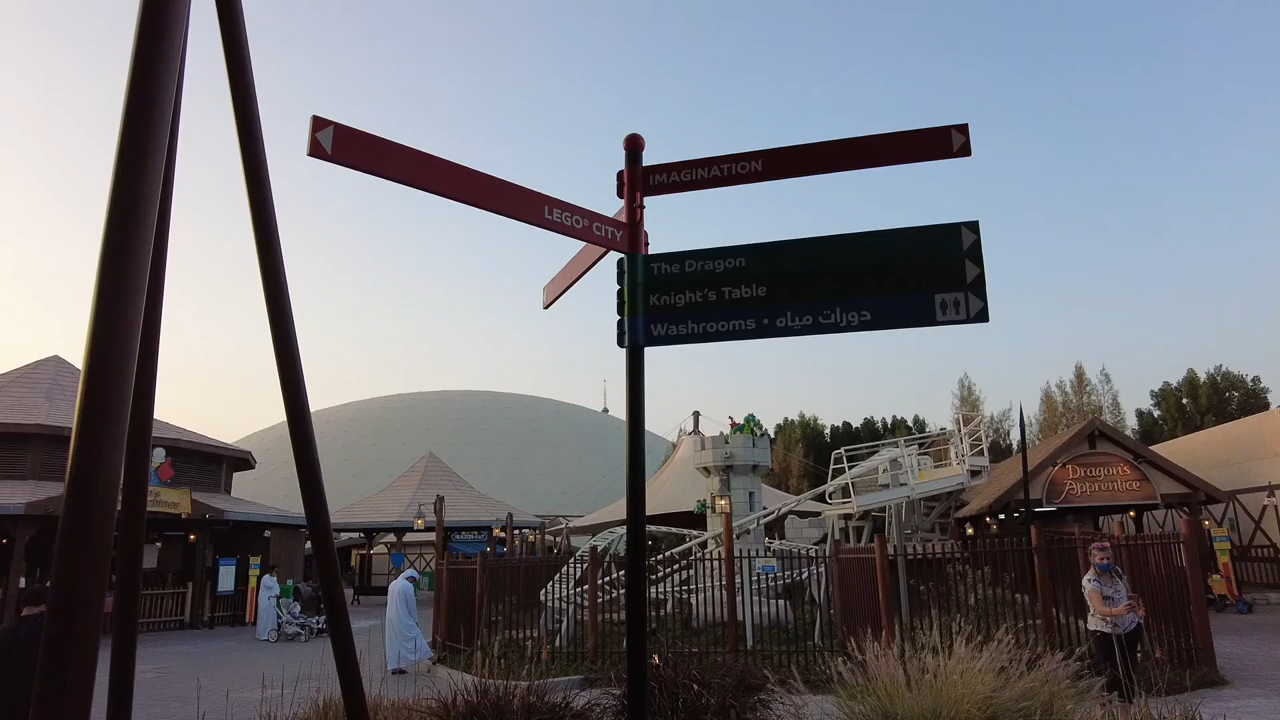 IMAGINATION
LEGO® CITY
The Dragon
Knight's Table
Washrooms • دورات مياه
Dragon's
Apprentice